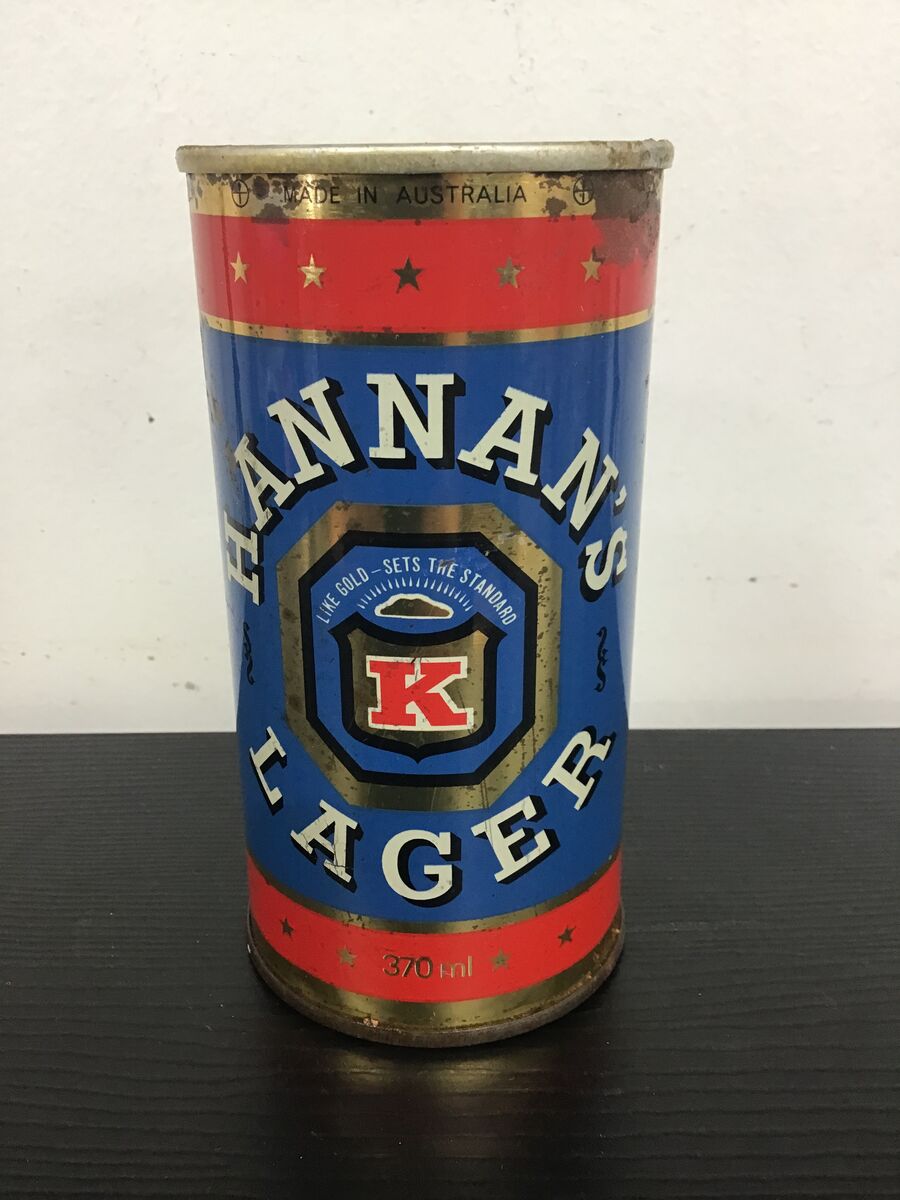 MADE IN AUSTRALIA
HANNAN'S
LIKE GOLD – SETS THE STANDARD
K
LAGER
370 ml